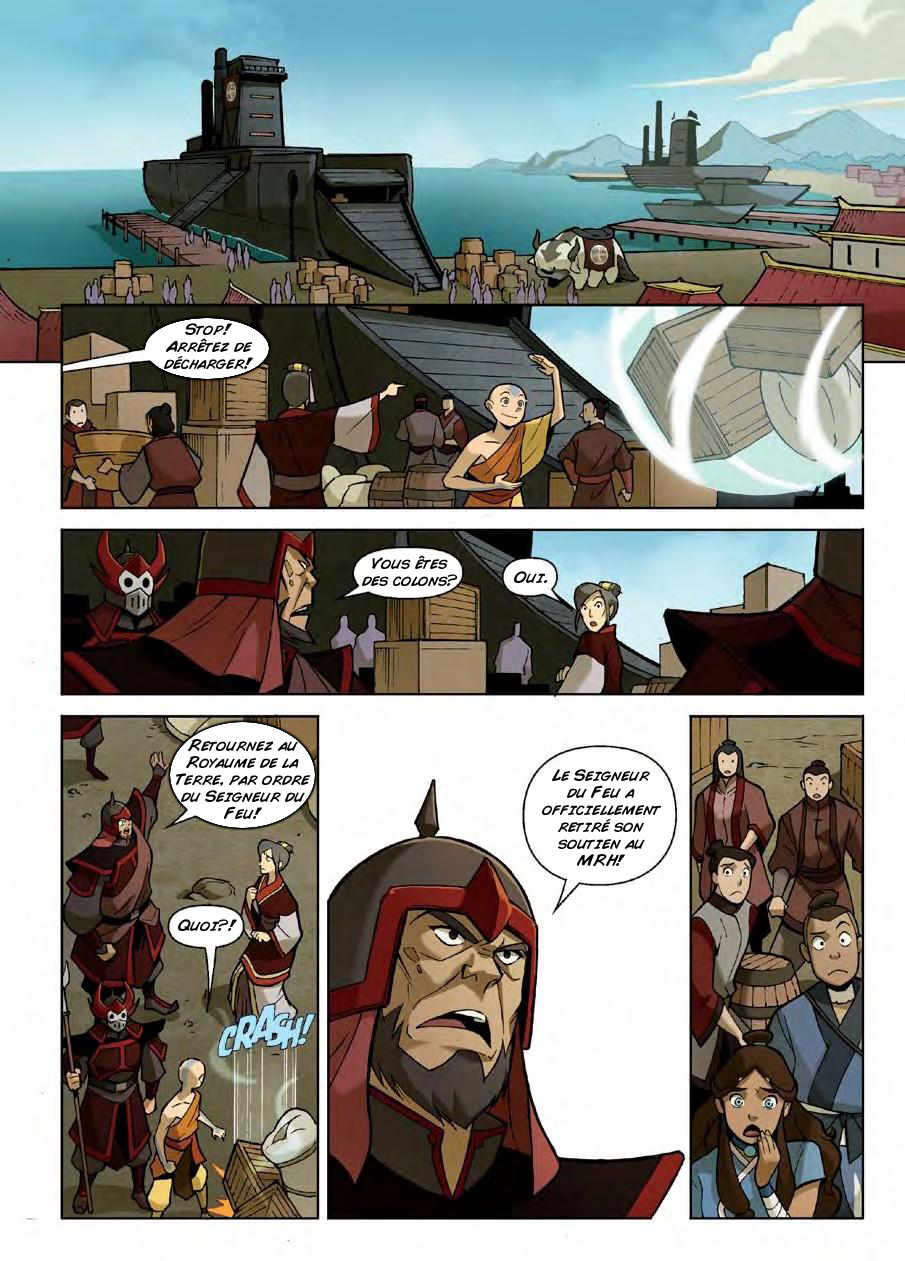 Stop!
Arrêtez de
décharger!
Vous êtes
des colons?
Oui.
Retournez au
Royaume de la
Terre, par ordre
du Seigneur du
Feu!
Quoi?!
CRASH!
Le Seigneur
du Feu a
officiellement
retiré son
soutien au
MRH!